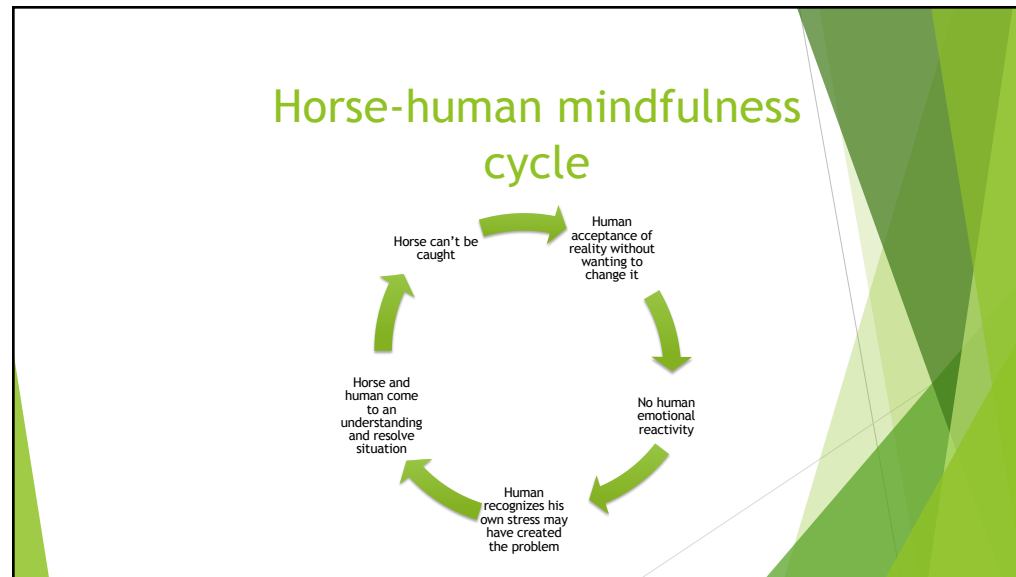 Horse-human mindfulness
cycle
Horse can't be
caught
Human
acceptance of
reality without
wanting to
change it
No human
emotional
reactivity
Human
recognizes his
own stress may
have created
the problem
Horse and
human come
to an
understanding
and resolve
situation